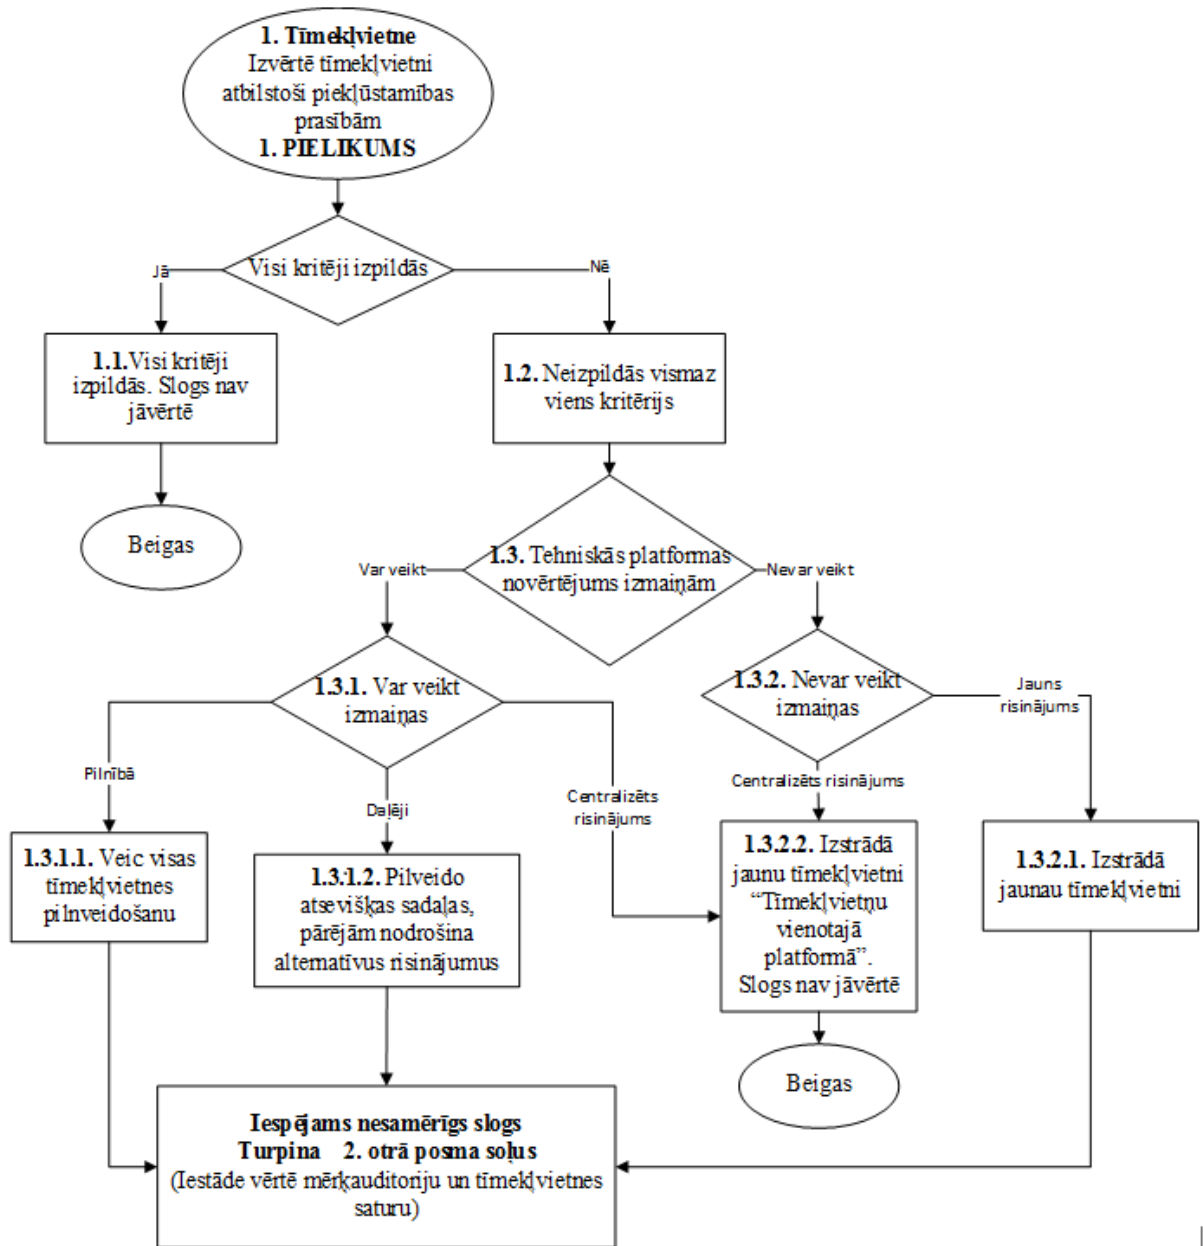 1. Tīmekļvietne
Izvērtē tīmekļvietni
atbilstoši piekļūstamības
prasībām
1. PIELIKUMS
Visi kritēji izpildās
Jā
Nē
1.1.Visi kritēji
izpildās. Slogs nav
jāvērtē
1.2. Neizpildās vismaz
viens kritērijs
Beigas
1.3. Tehniskās platformas
novērtējums izmaiņām
Var veikt
Nevar veikt
1.3.1. Var veikt
izmaiņas
1.3.2. Nevar veikt
izmaiņas
Jauns
risinājums
Pilnībā
Daļēji
Centralizēts
risinājums
Centralizēts risinājums
1.3.1.1. Veic visas
tīmekļvietnes
pilnveidošanu
1.3.1.2. Pilveido
atsevišķas sadaļas,
pārējām nodrošina
alternatīvus risinājumus
1.3.2.2. Izstrādā
jaunu tīmekļvietni
“Tīmekļvietņu
vienotajā
platformā”.
Slogs nav jāvērtē
1.3.2.1. Izstrādā
jaunau tīmekļvietni
Beigas
Iespējams nesamērīgs slogs
Turpina 2. otrā posma soļus
(Iestāde vērtē mērķauditoriju un tīmekļvietnes
saturu)